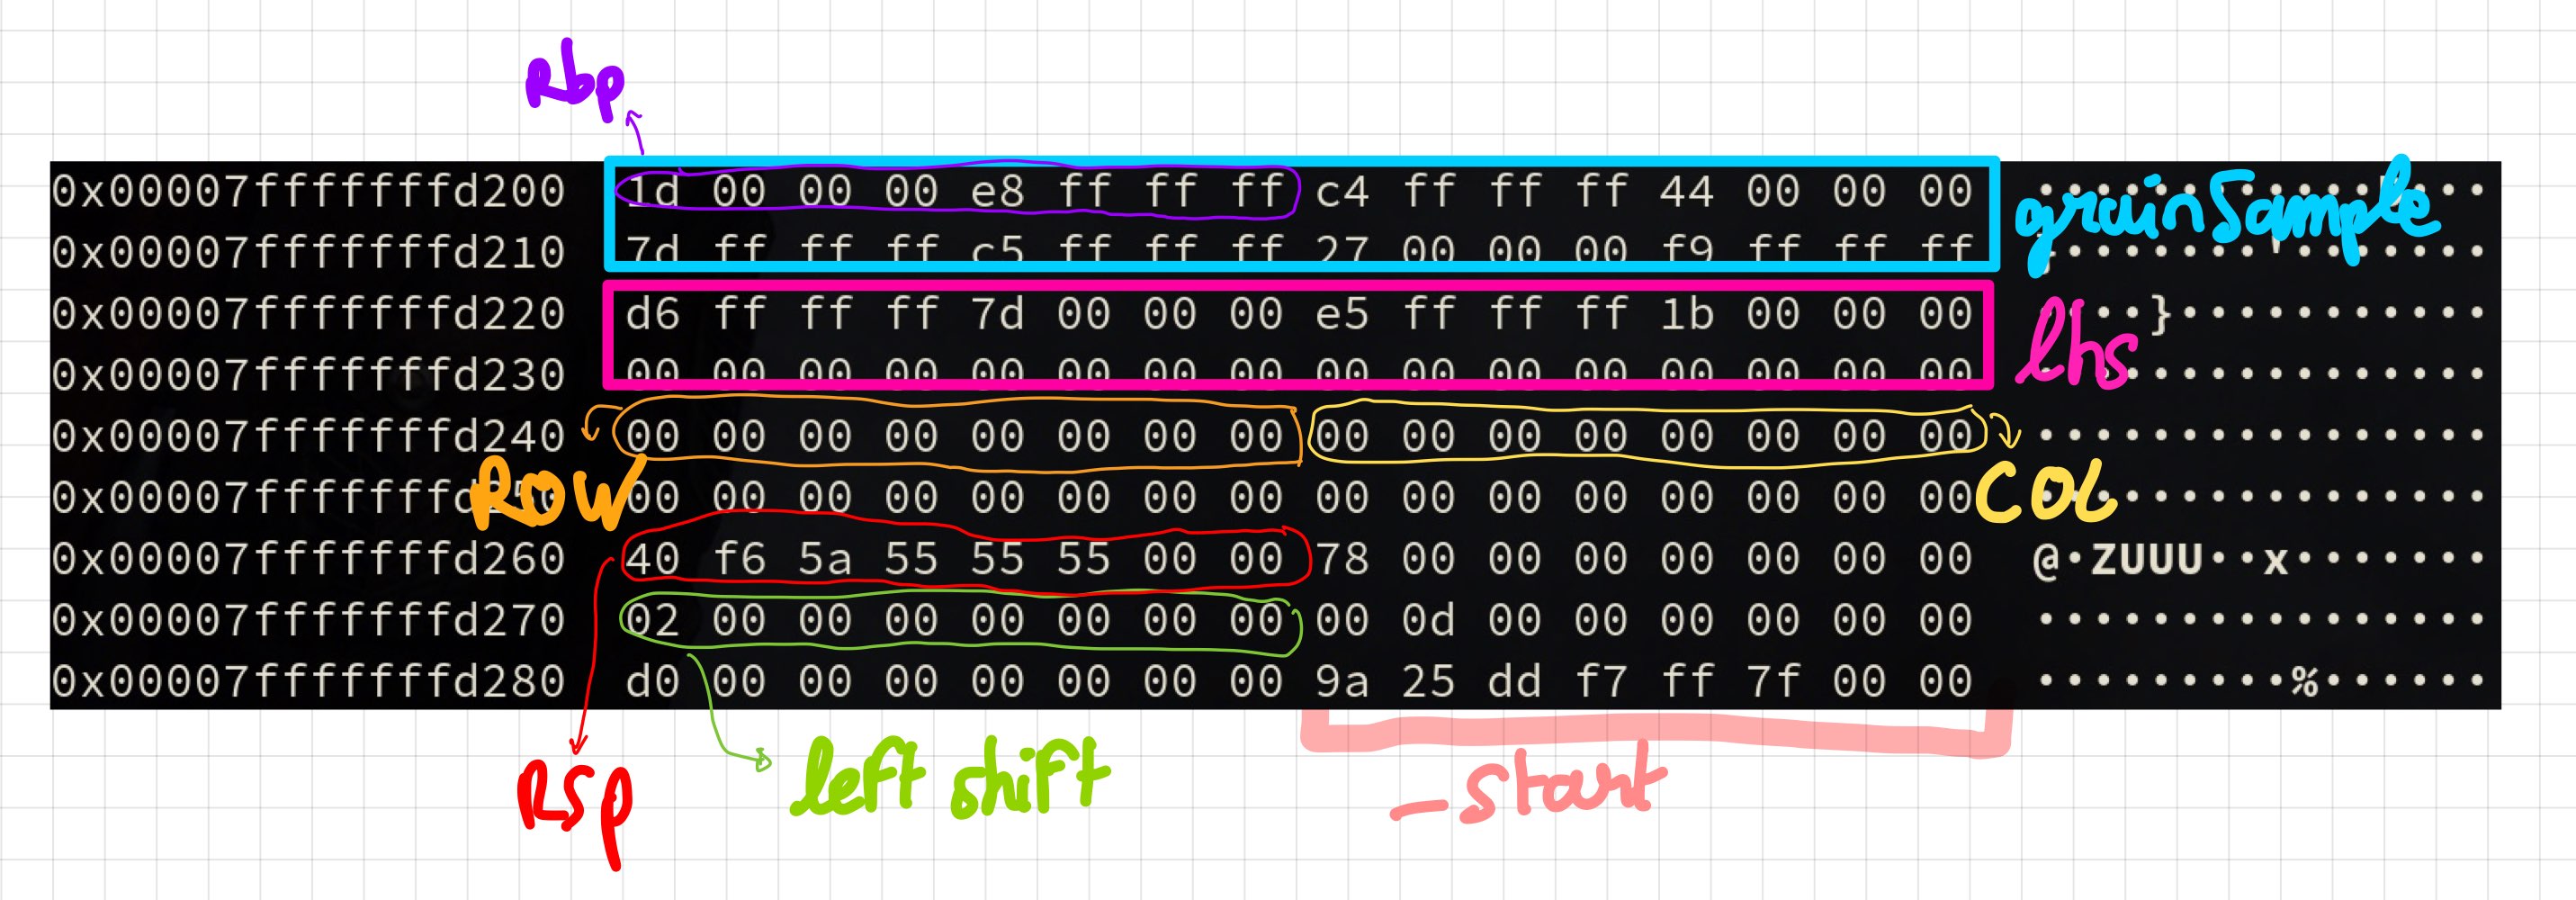 Rbp
0x00007fffffffd200 1d 00 00 00 e8 ff ff ff c4 ff ff ff 44 00 00 00
grainSample
0x00007fffffffd210 7d ff ff ff c5 ff ff ff 27 00 00 00 f9 ff ff ff
0x00007fffffffd220 d6 ff ff ff 7d 00 00 00 e5 ff ff ff 1b 00 00 00 ····}···········
lhs
0x00007fffffffd230 00 00 00 00 00 00 00 00 00 00 00 00 00 00 00 00
0x00007fffffffd240 00 00 00 00 00 00 00 00 00 00 00 00 00 00 00 00 ················
ROW
COL
0x00007fffffffd250 00 00 00 00 00 00 00 00 00 00 00 00 00 00 00 00
0x00007fffffffd260 40 f6 5a 55 55 55 00 00 78 00 00 00 00 00 00 00 @·ZUUU··x·······
0x00007fffffffd270 02 00 00 00 00 00 00 00 00 0d 00 00 00 00 00 00 ················
0x00007fffffffd280 d0 00 00 00 00 00 00 00 9a 25 dd f7 ff 7f 00 00 ·········%······
Rsp
left shift
_start